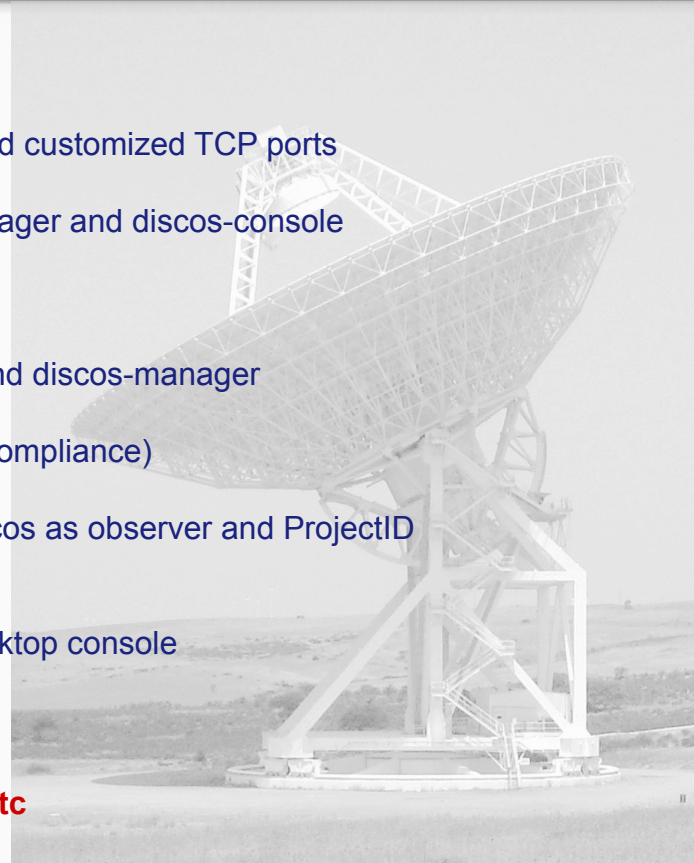 d customized TCP ports
ager and discos-console
nd discos-manager
ompliance)
cos as observer and ProjectID
ktop console
tc